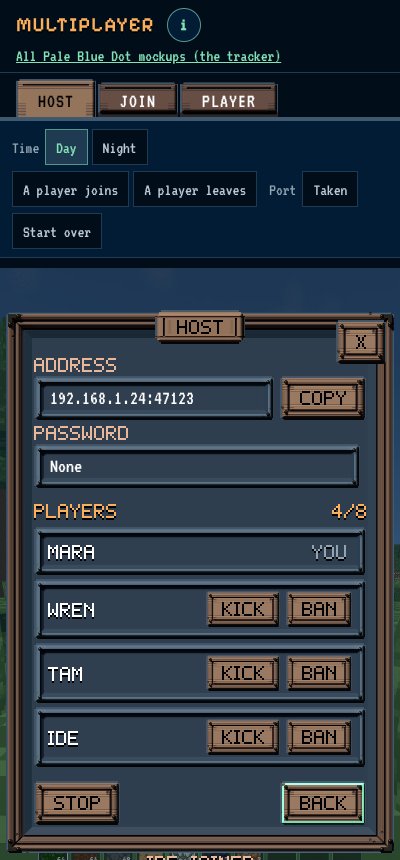 MULTIPLAYER i
All Pale Blue Dot mockups (the tracker)
HOST JOIN PLAYER
Time Day Night
A player joins A player leaves Port Taken
Start over
HOST
X
ADDRESS
192.168.1.24:47123 COPY
PASSWORD
None
PLAYERS 4/8
MARA YOU
WREN KICK BAN
TAM KICK BAN
IDE KICK BAN
STOP BACK